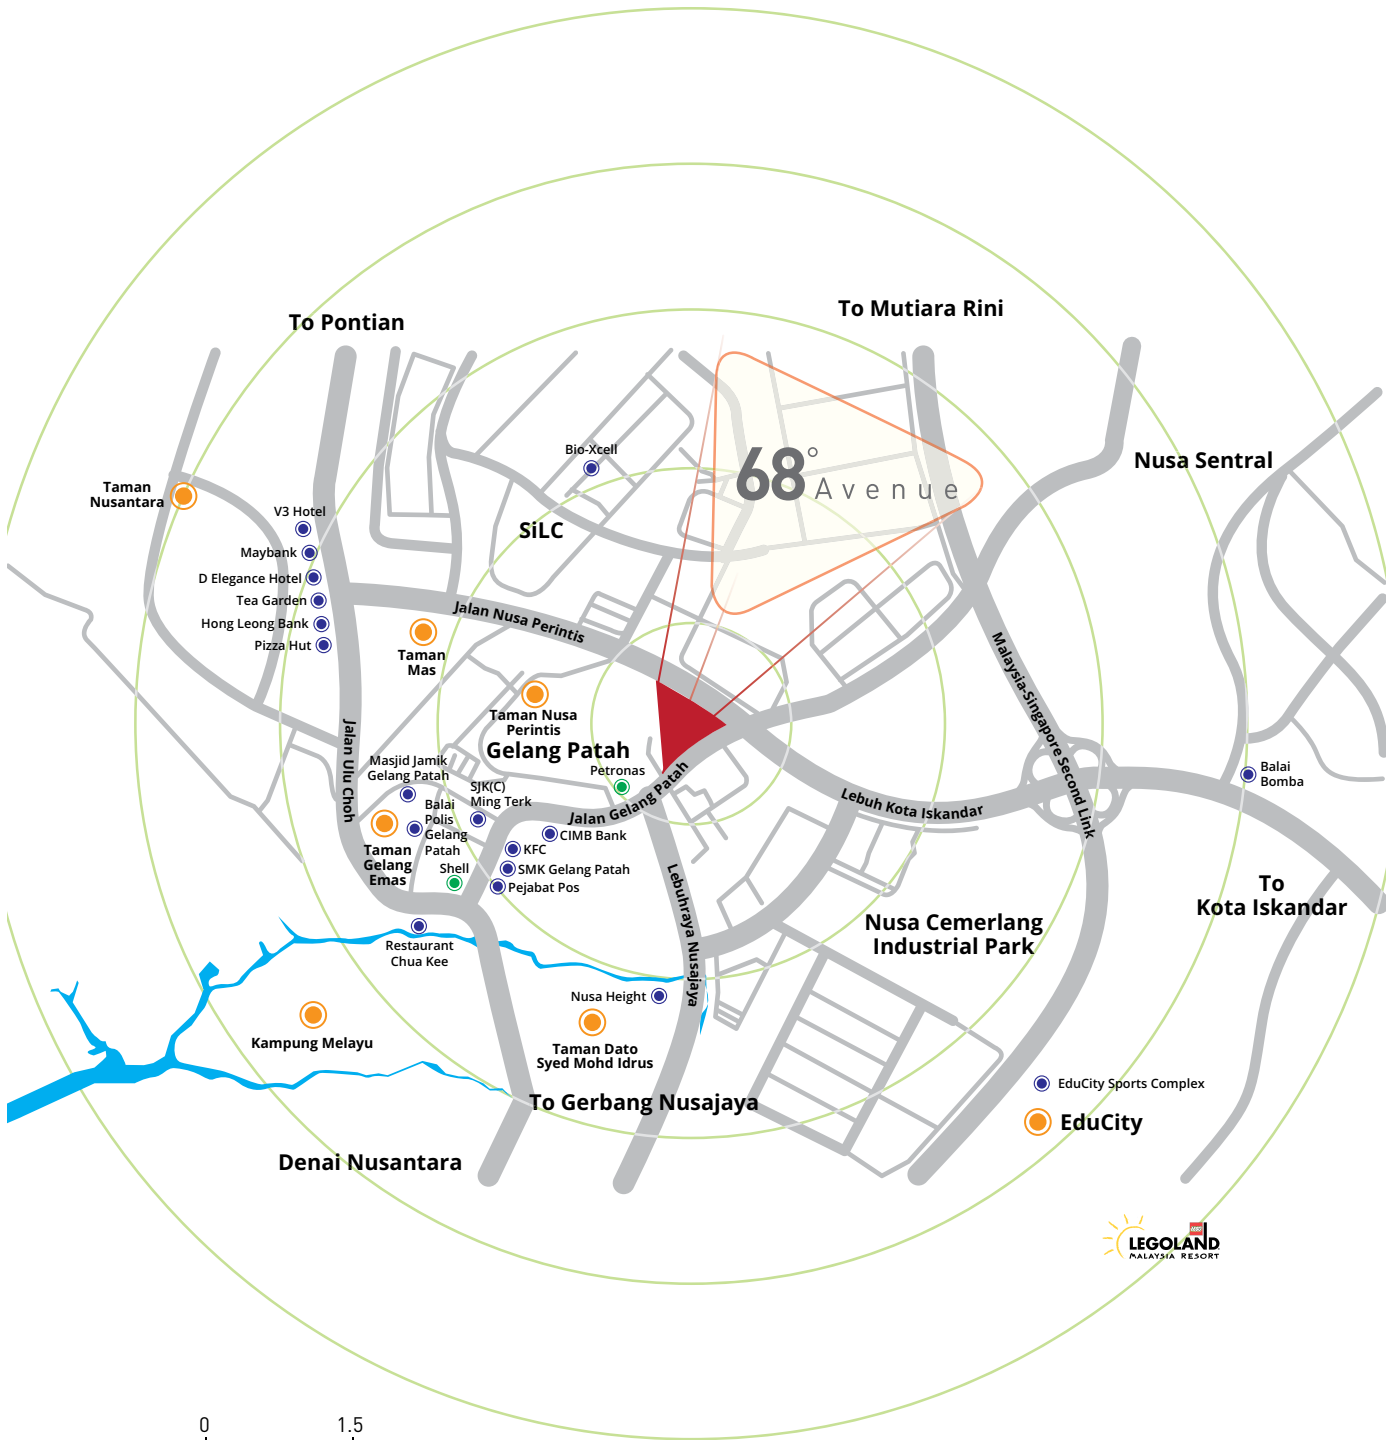 To Mutiara Rini
To Pontian
Bio-Xcell
68°
Avenue
Nusa Sentral
Taman
Nusantara
V3 Hotel
SiLC
Maybank
D Elegance Hotel
Tea Garden
Hong Leong Bank
Pizza Hut
Jalan Nusa Perintis
Taman
Mas
Malaysia-Singapore Second Link
Taman Nusa
Perintis
Gelang Patah
Jalan Ulu Choh
Masjid Jamik
Gelang Patah
Petronas
Balai
Bomba
SJK(C)
Ming Terk
Jalan Gelang Patah
Lebuh Kota Iskandar
Balai
Polis
Gelang
Patah
CIMB Bank
KFC
Taman
Gelang
Emas
Shell
SMK Gelang Patah
Pejabat Pos
Lebuhraya Nusajaya
To
Kota Iskandar
Nusa Cemerlang
Industrial Park
Restaurant
Chua Kee
Nusa Height
Kampung Melayu
Taman Dato
Syed Mohd Idrus
EduCity Sports Complex
To Gerbang Nusajaya
EduCity
Denai Nusantara
LEGO
LEGOLAND
MALAYSIA RESORT
0 1.5